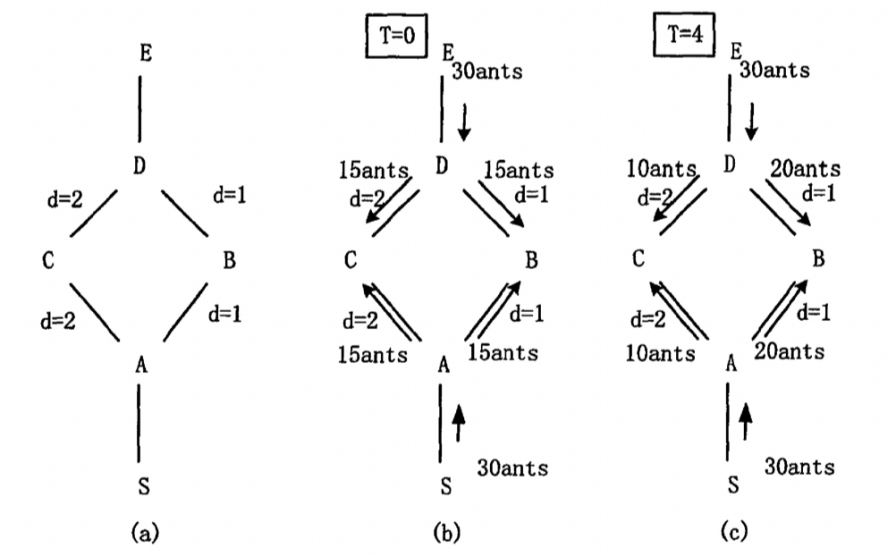 E
D
d=2
d=1
C
B
d=2
d=1
A
S
(a)
T=0
E
30ants
15ants
D
15ants
d=2
d=1
C
B
d=2
d=1
15ants
A
15ants
30ants
S
(b)
T=4
E
30ants
10ants
D
20ants
d=2
d=1
C
B
d=2
d=1
10ants
A
20ants
30ants
S
(c)